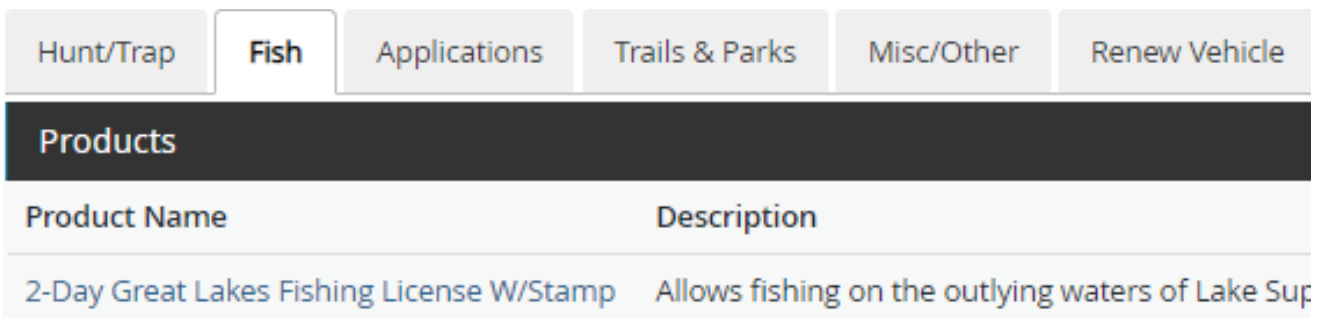 Hunt/Trap Fish Applications Trails & Parks Misc/Other Renew Vehicle
Products
Product Name Description
2-Day Great Lakes Fishing License W/Stamp Allows fishing on the outlying waters of Lake